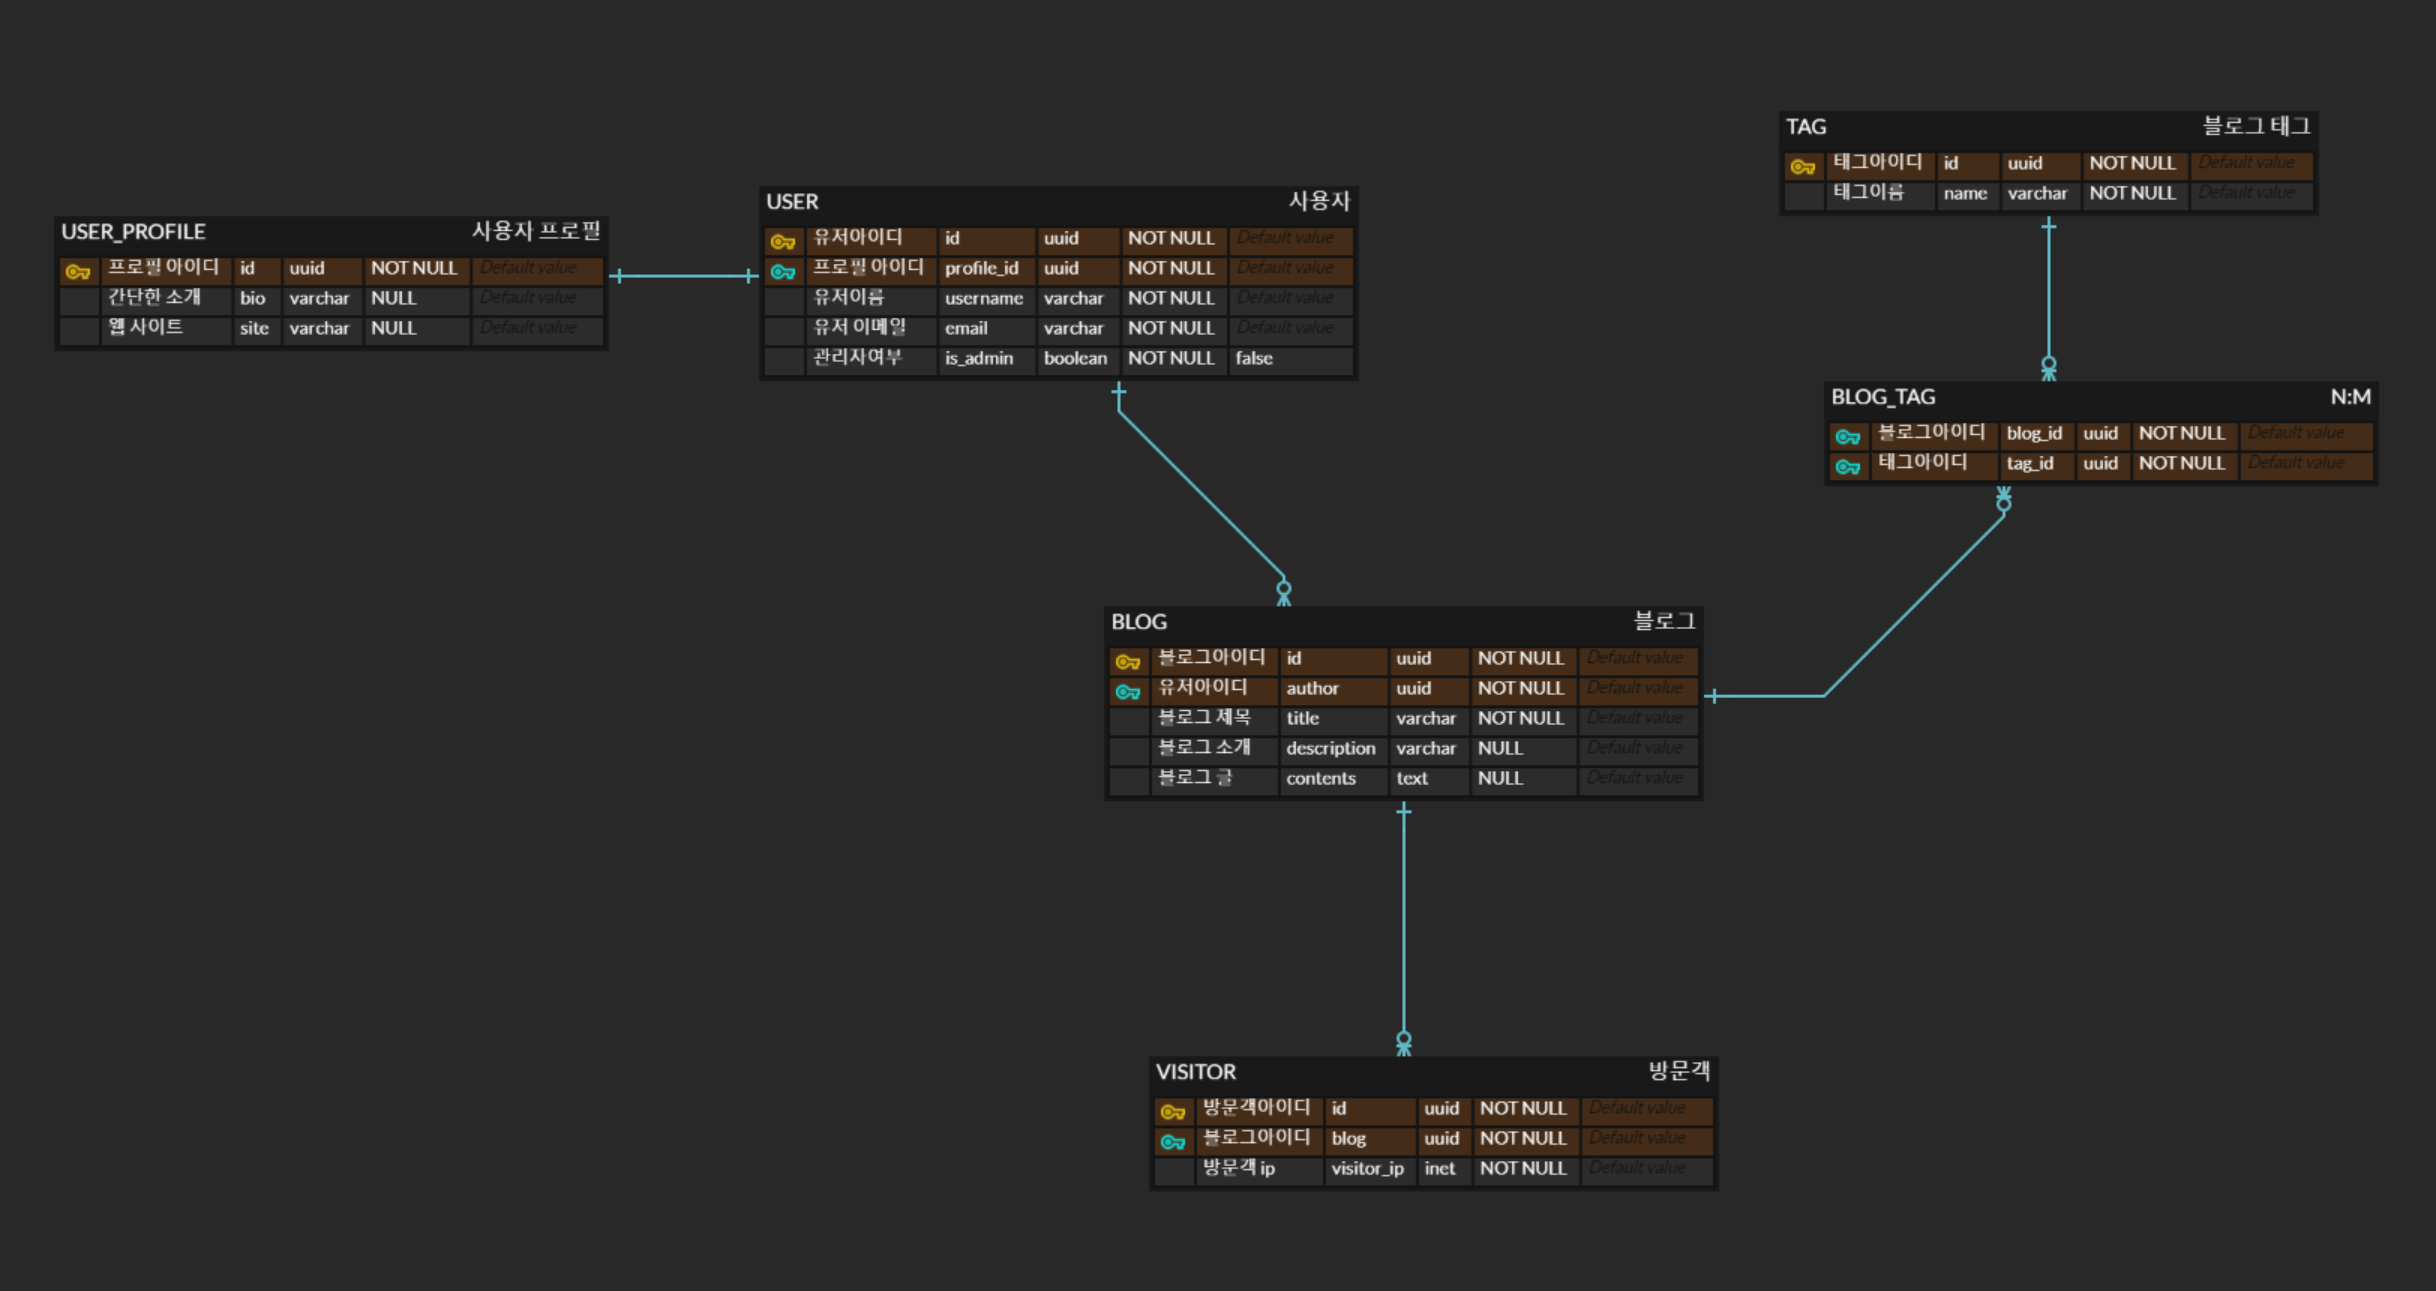 TAG 블로그 태그
태그아이디 id uuid NOT NULL Default value
태그이름 name varchar NOT NULL Default value
USER 사용자
유저아이디 id uuid NOT NULL Default value
프로필 아이디 profile_id uuid NOT NULL Default value
유저이름 username varchar NOT NULL Default value
유저 이메일 email varchar NOT NULL Default value
관리자여부 is_admin boolean NOT NULL false
USER_PROFILE 사용자 프로필
프로필 아이디 id uuid NOT NULL Default value
간단한 소개 bio varchar NULL Default value
웹 사이트 site varchar NULL Default value
BLOG_TAG N:M
블로그아이디 blog_id uuid NOT NULL Default value
태그아이디 tag_id uuid NOT NULL Default value
BLOG 블로그
블로그아이디 id uuid NOT NULL Default value
유저아이디 author uuid NOT NULL Default value
블로그 제목 title varchar NOT NULL Default value
블로그 소개 description varchar NULL Default value
블로그 글 contents text NULL Default value
VISITOR 방문객
방문객아이디 id uuid NOT NULL Default value
블로그아이디 blog uuid NOT NULL Default value
방문객 ip visitor_ip inet NOT NULL Default value